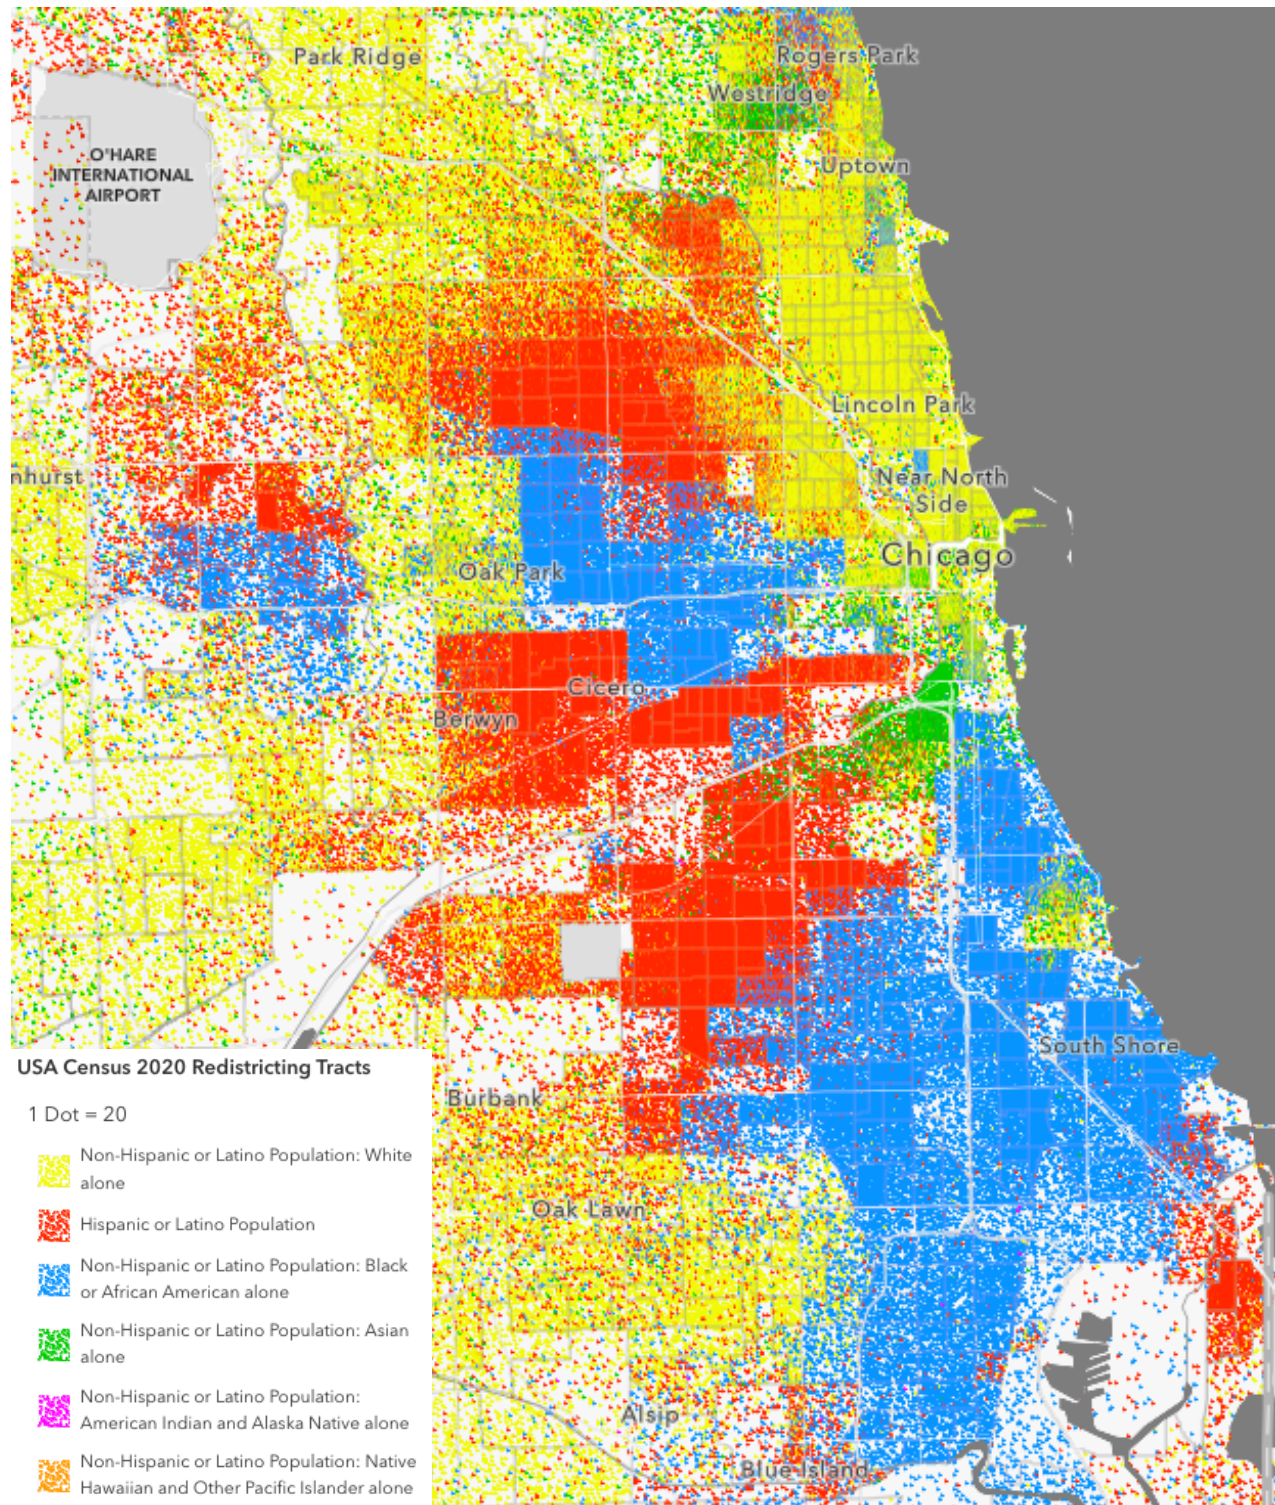 Park Ridge
Rogers Park
Westridge
O'HARE
INTERNATIONAL
AIRPORT
Uptown
Lincoln Park
nhurst
Near North
Side
Chicago
Oak Park
Cicero
Berwyn
South Shore
Burbank
Oak Lawn
Alsip
Blue Island
USA Census 2020 Redistricting Tracts
1 Dot = 20
Non-Hispanic or Latino Population: White
alone
Hispanic or Latino Population
Non-Hispanic or Latino Population: Black
or African American alone
Non-Hispanic or Latino Population: Asian
alone
Non-Hispanic or Latino Population:
American Indian and Alaska Native alone
Non-Hispanic or Latino Population: Native
Hawaiian and Other Pacific Islander alone